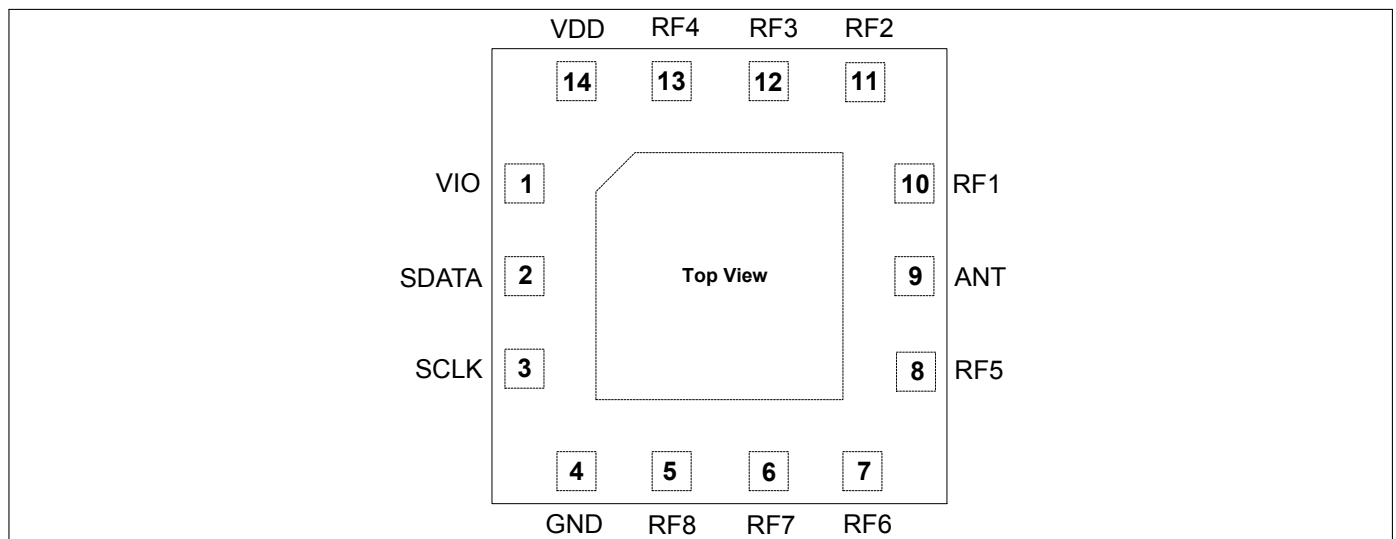 VDD RF4 RF3 RF2
14 13 12 11
VIO 1 10 RF1
SDATA 2 Top View 9 ANT
SCLK 3 8 RF5
4 5 6 7
GND RF8 RF7 RF6